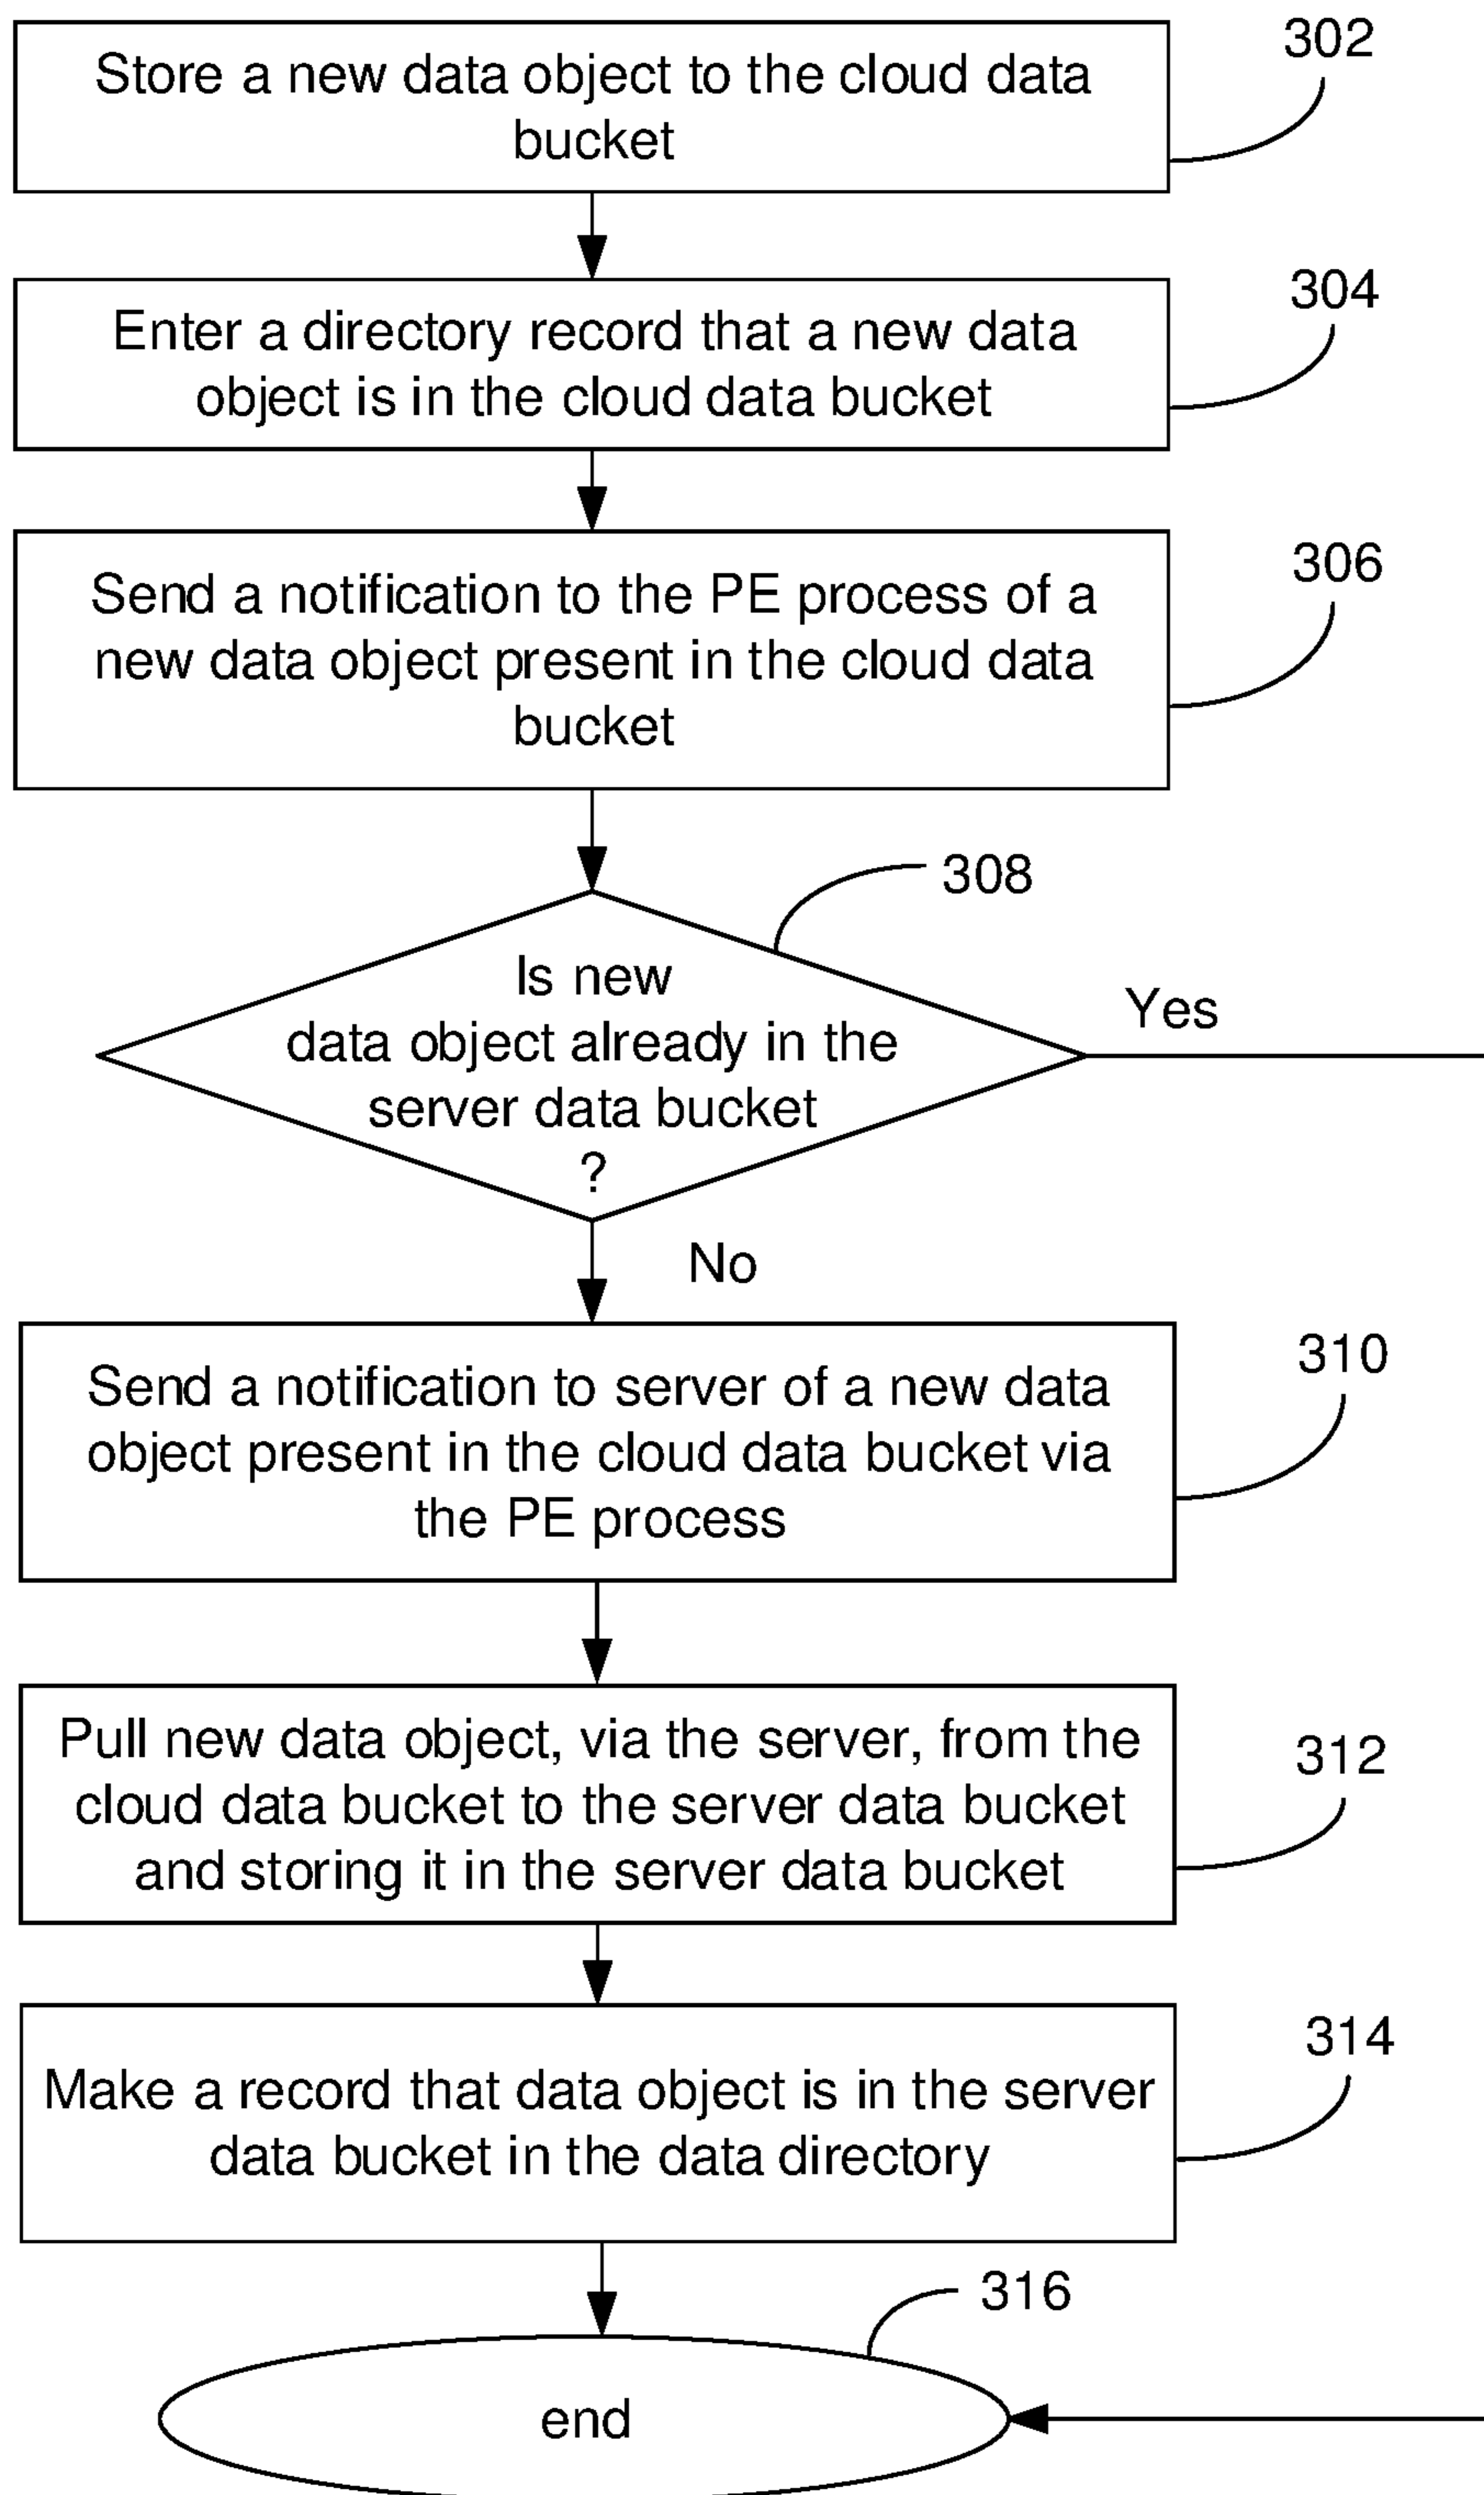 Store a new data object to the cloud data
bucket
302
Enter a directory record that a new data
object is in the cloud data bucket
304
Send a notification to the PE process of a
new data object present in the cloud data
bucket
306
308
Is new
data object already in the
server data bucket
?
Yes
No
Send a notification to server of a new data
object present in the cloud data bucket via
the PE process
310
Pull new data object, via the server, from the
cloud data bucket to the server data bucket
and storing it in the server data bucket
312
Make a record that data object is in the server
data bucket in the data directory
314
316
end